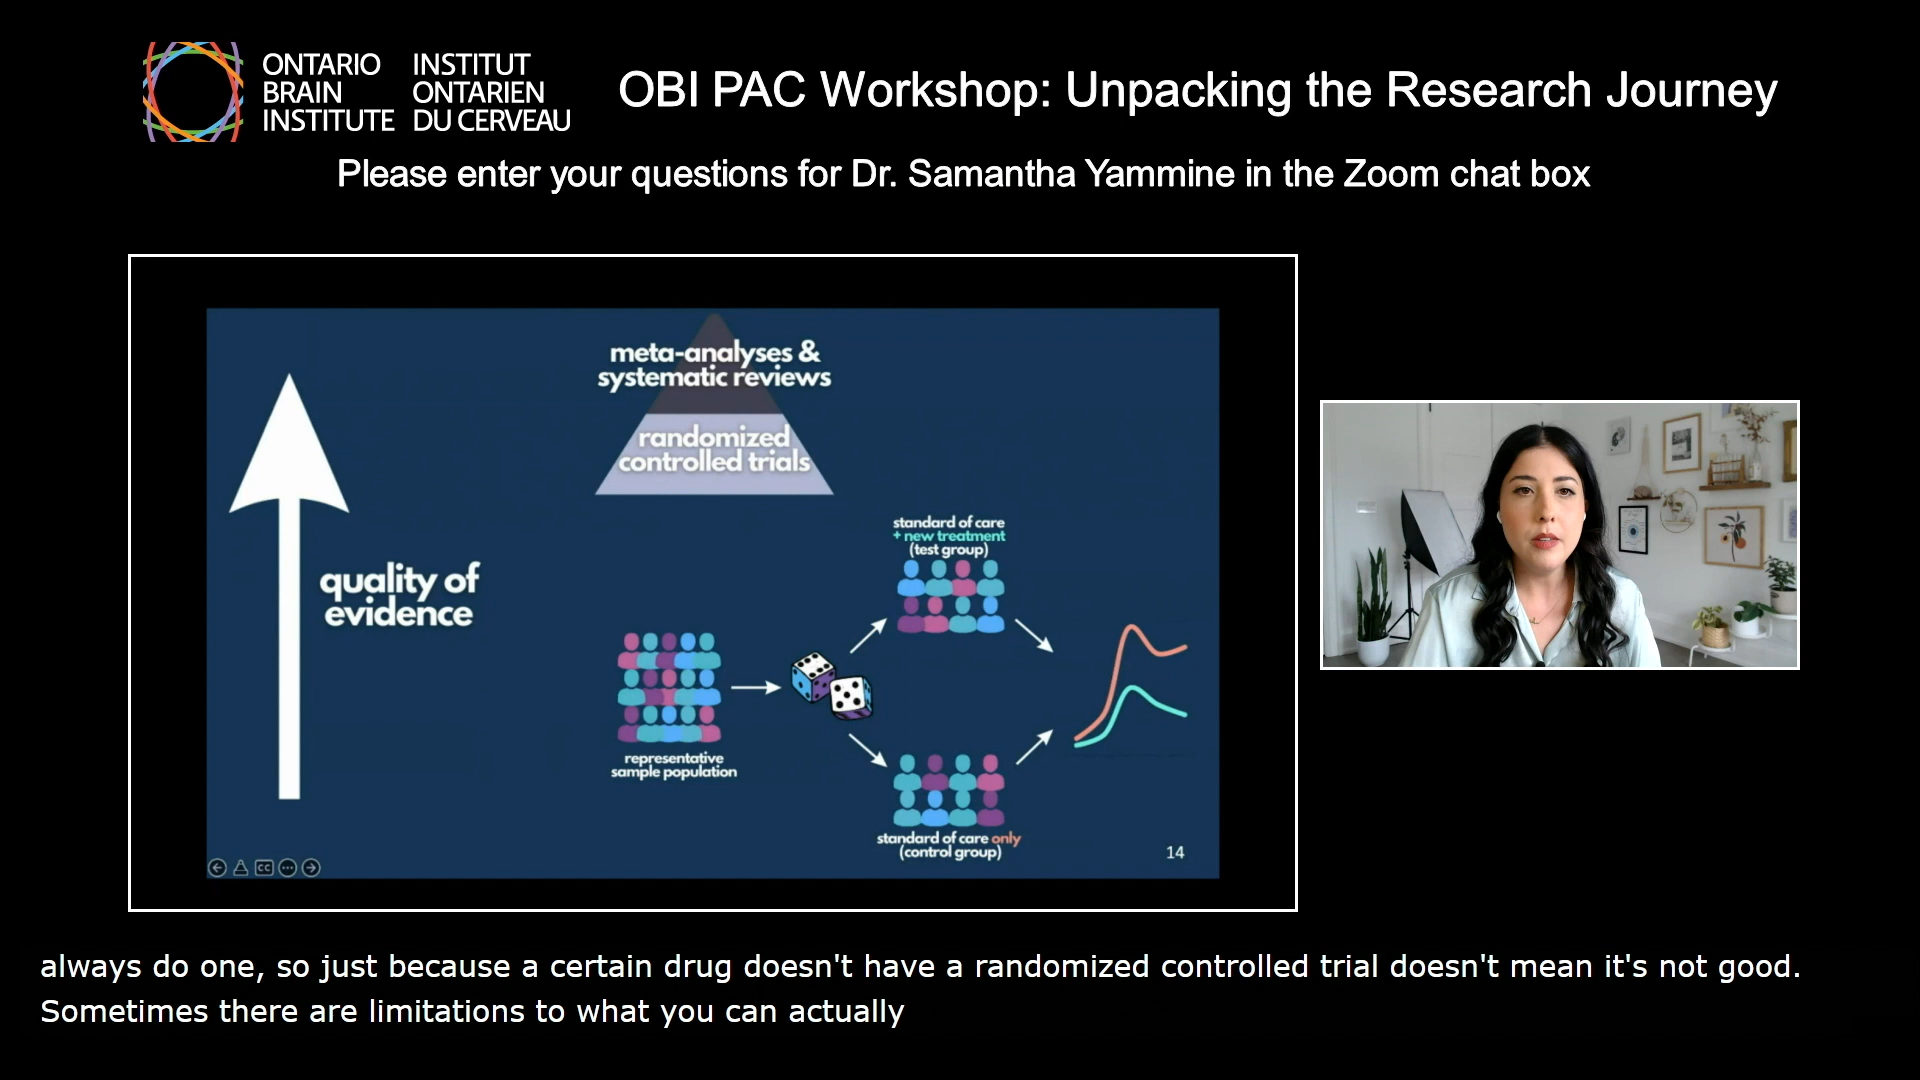 ONTARIO
BRAIN
INSTITUTE
INSTITUT
ONTARIEN
DU CERVEAU
OBI PAC Workshop: Unpacking the Research Journey
Please enter your questions for Dr. Samantha Yammine in the Zoom chat box
meta-analyses &
systematic reviews
randomized
controlled trials
quality of
evidence
standard of care
+ new treatment
(test group)
representative
sample population
standard of care only
(control group)
14
CC
always do one, so just because a certain drug doesn't have a randomized controlled trial doesn't mean it's not good.
Sometimes there are limitations to what you can actually